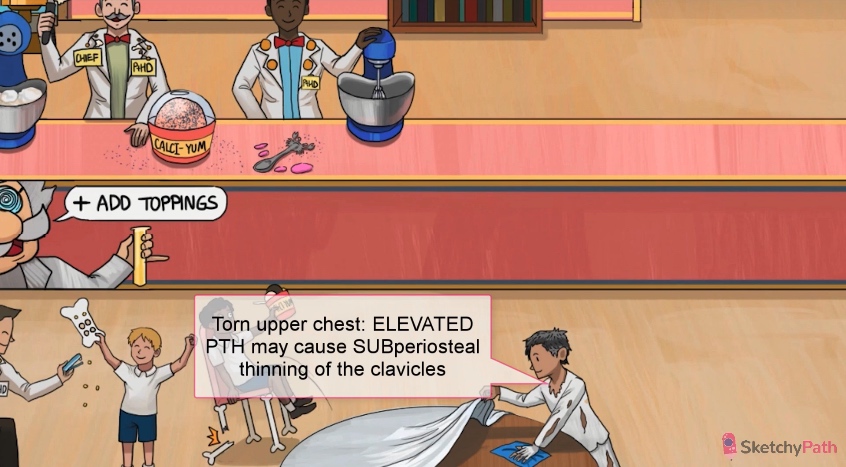 CHIEF
PHD
PHD
CALCI-YUM
+ ADD TOPPINGS
Torn upper chest: ELEVATED
PTH may cause SUBperiosteal
thinning of the clavicles
SketchyPath